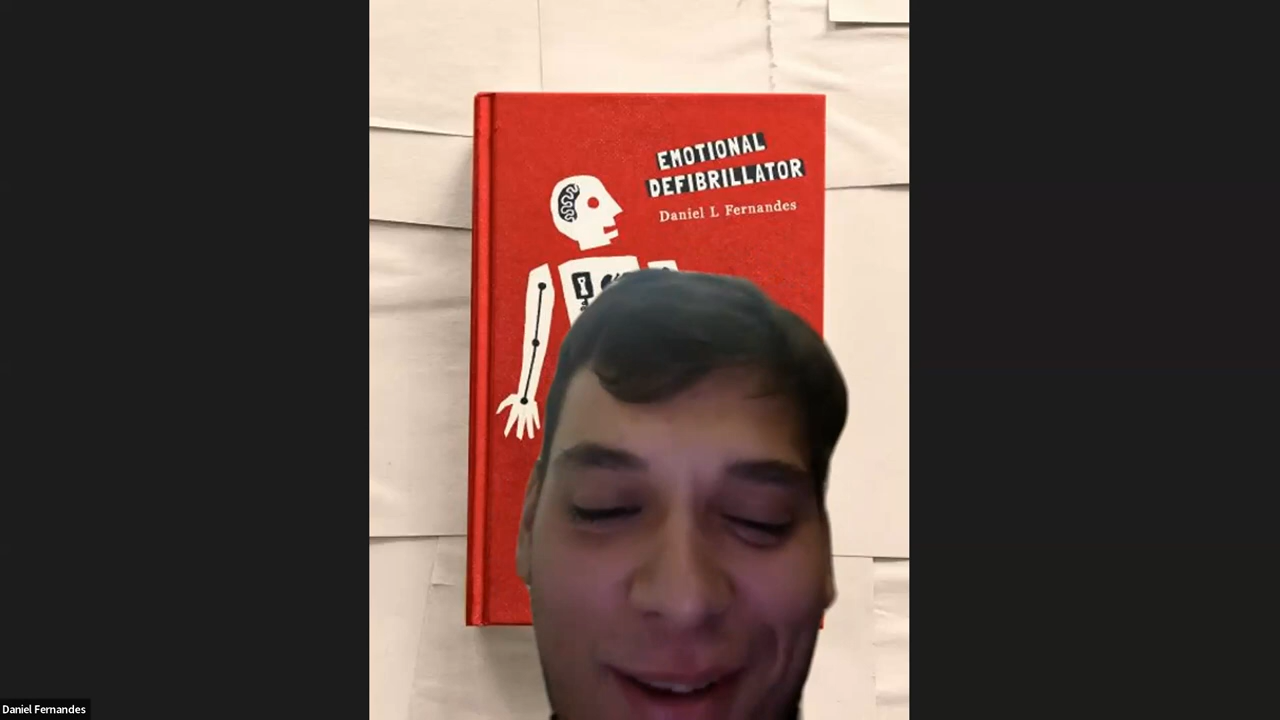 EMOTIONAL
DEFIBRILLATOR
Daniel L Fernandes
Daniel Fernandes